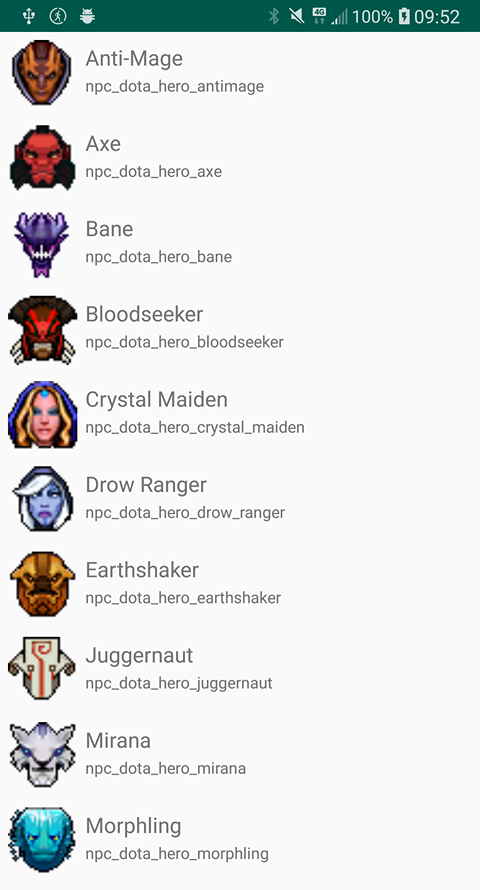 4G 100% 09:52
Anti-Mage
npc_dota_hero_antimage
Axe
npc_dota_hero_axe
Bane
npc_dota_hero_bane
Bloodseeker
npc_dota_hero_bloodseeker
Crystal Maiden
npc_dota_hero_crystal_maiden
Drow Ranger
npc_dota_hero_drow_ranger
Earthshaker
npc_dota_hero_earthshaker
Juggernaut
npc_dota_hero_juggernaut
Mirana
npc_dota_hero_mirana
Morphling
npc_dota_hero_morphling